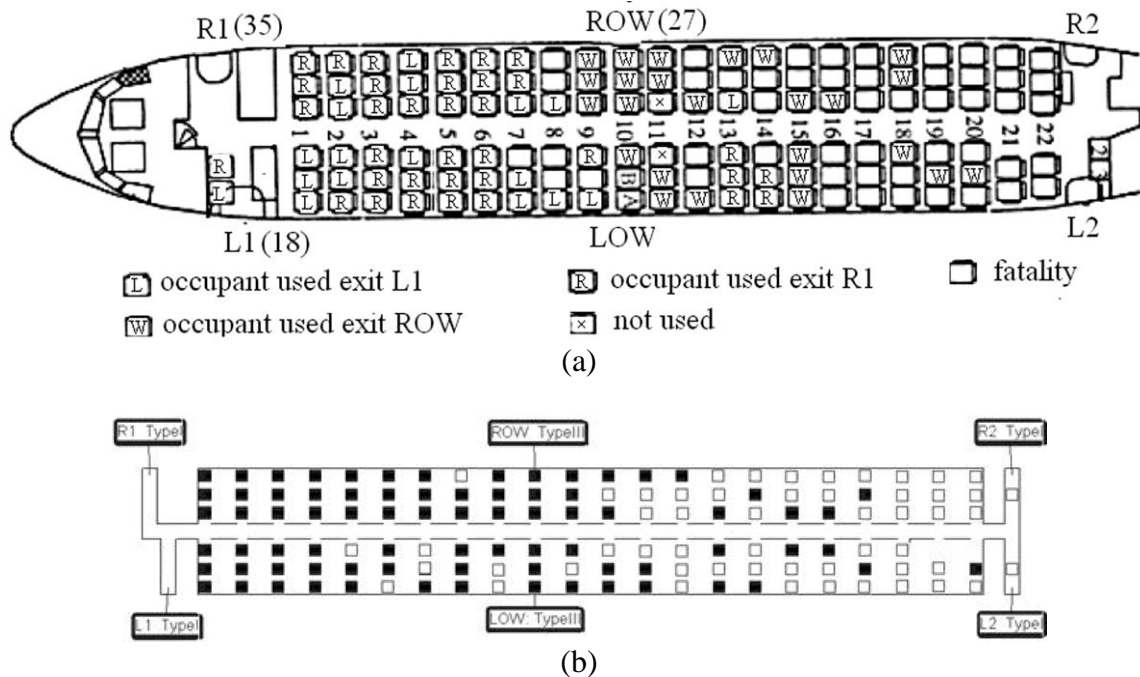 R1(35) ROW (27) R2
R R R L R R R W W W W W W
R L R R R R R W W W W
R L R L R R L L W W × W L W W
1 2 3 4 5 6 7 8 9 10 11 12 13 14 15 16 17 18 19 20 21 22
R L L R L R R R W × R W W 2
L L L R R R R L B W R R W W W 3
L R R R R R L L L A W W R R W
L1(18) LOW L2
L occupant used exit L1 R occupant used exit R1 fatality
W occupant used exit ROW × not used
(a)
R1 TypeI ROW TypeIII R2 TypeI
L1 TypeI LOW: TypeIII L2 TypeI
(b)